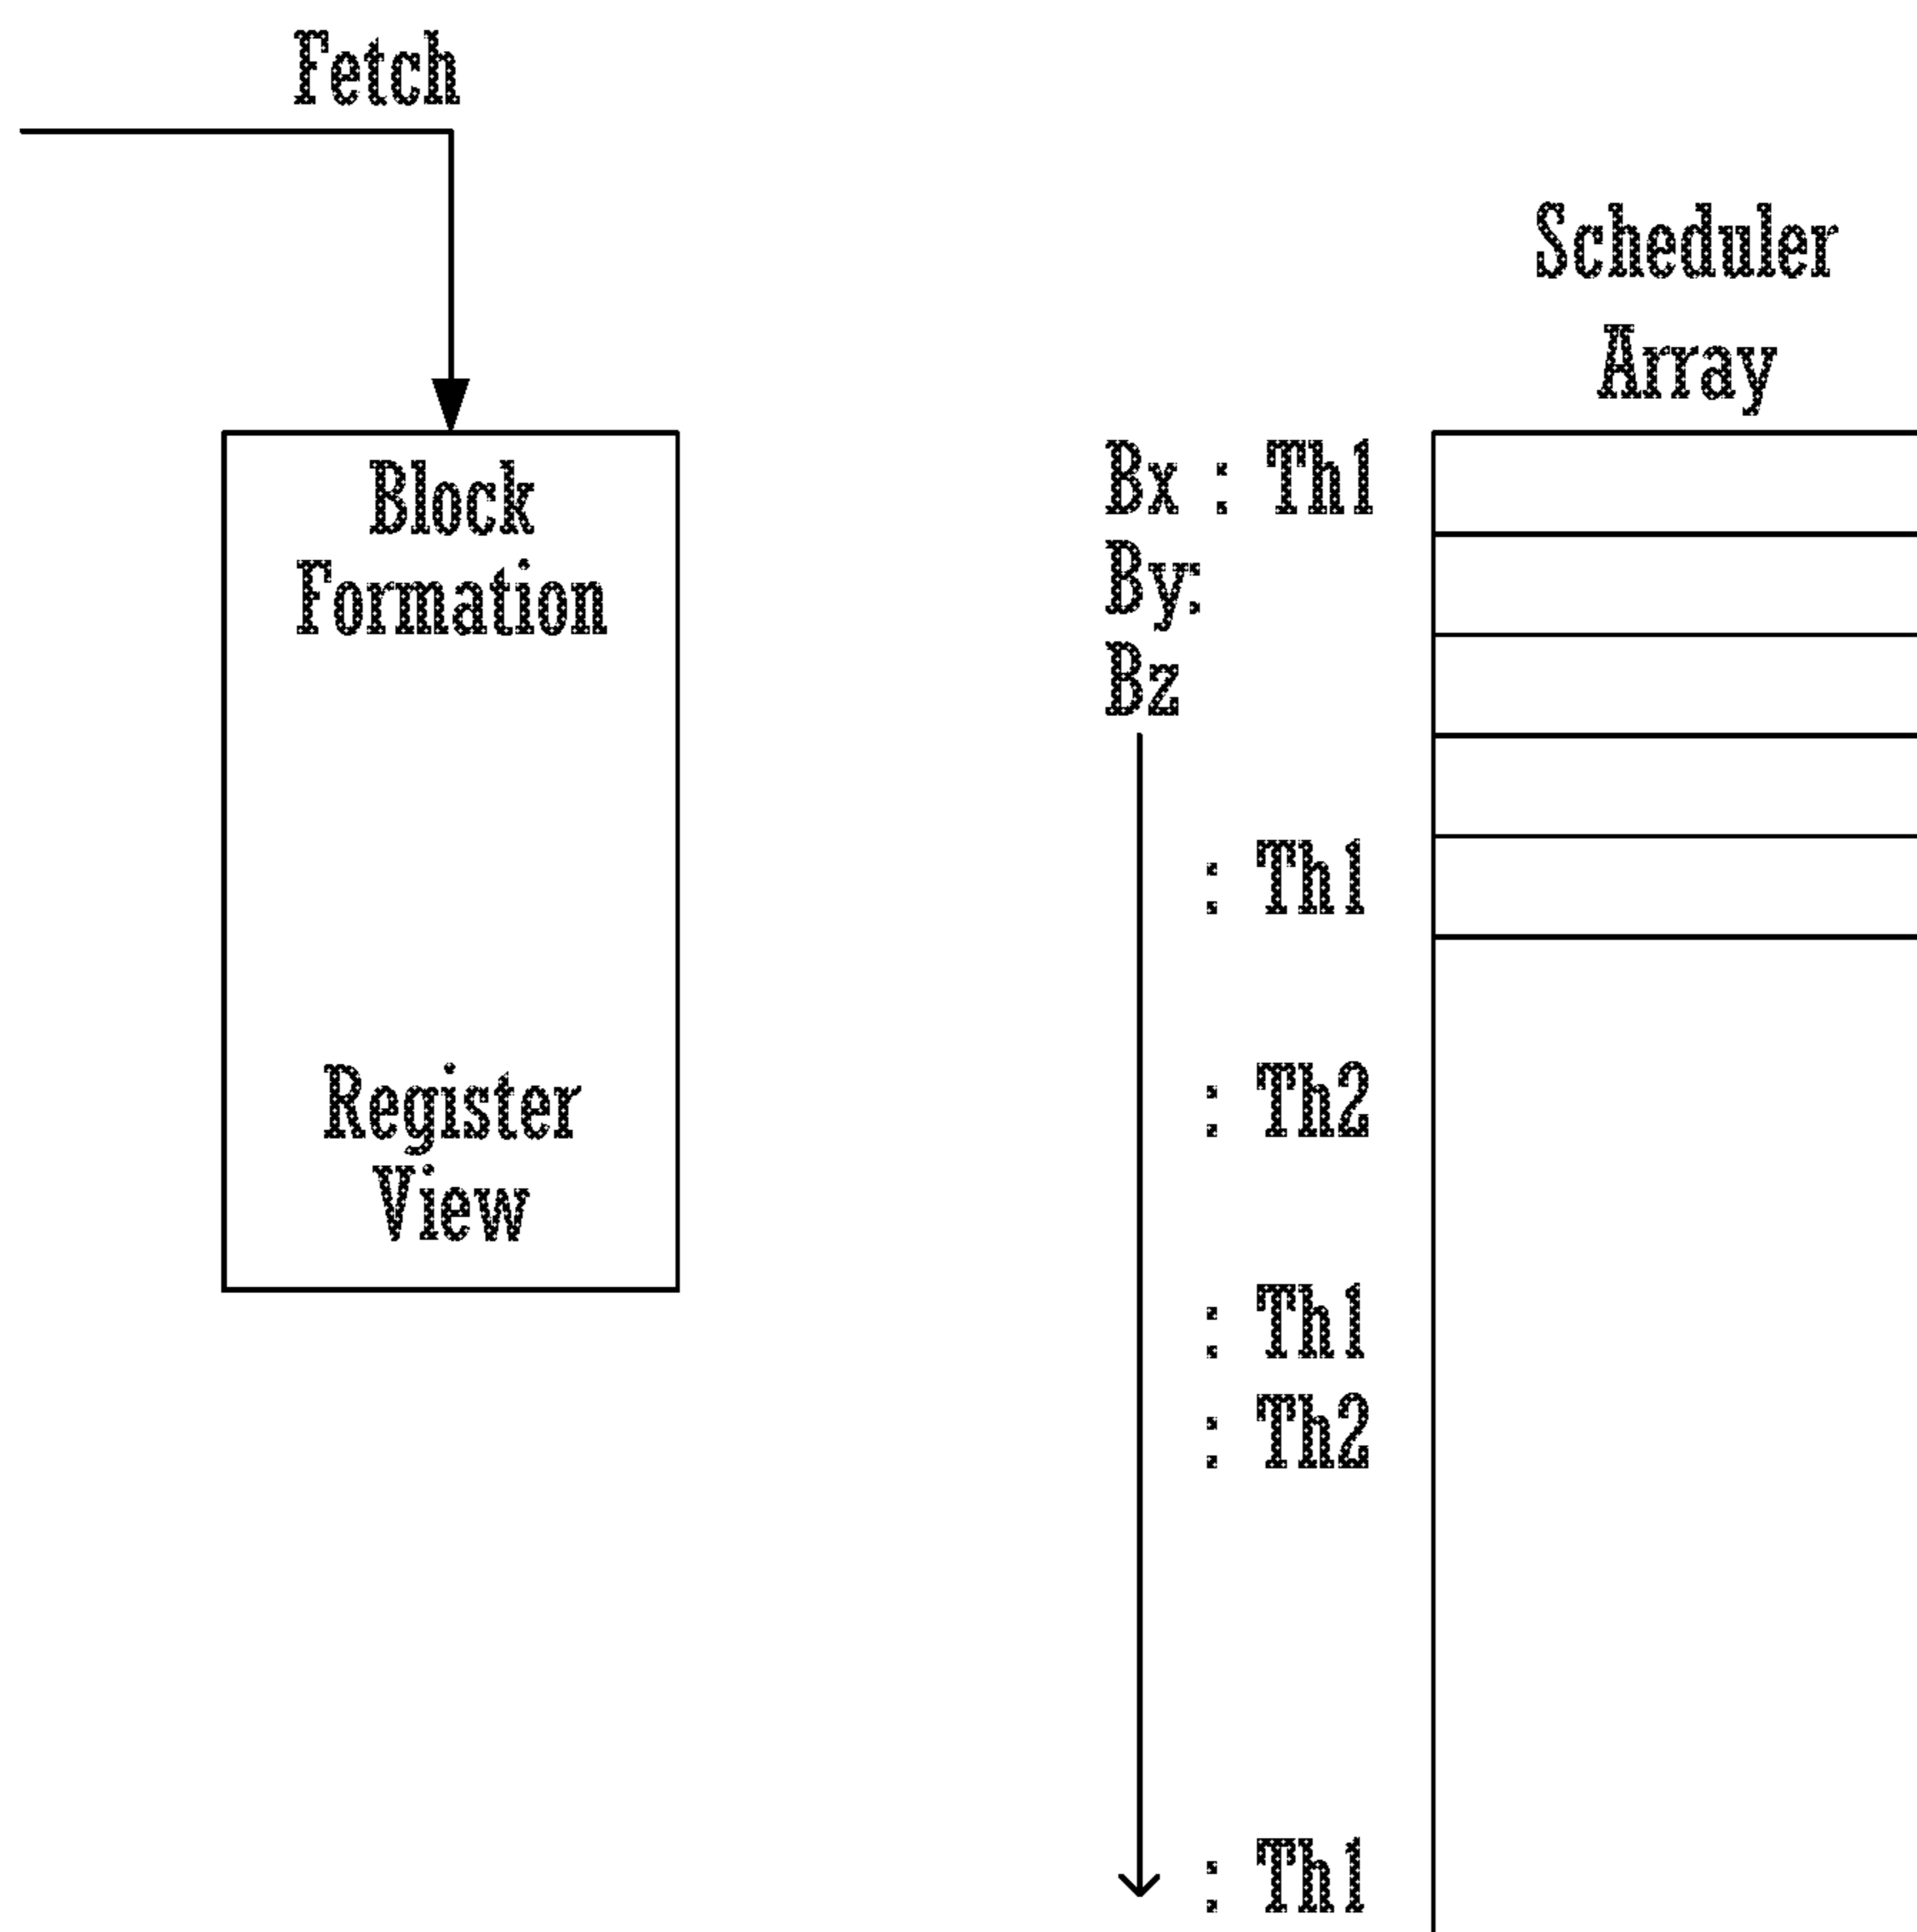 Fetch
Block
Formation
Register
View
Scheduler
Array
Bx : Th1
By:
Bz
: Th1
: Th2
: Th1
: Th2
: Th1